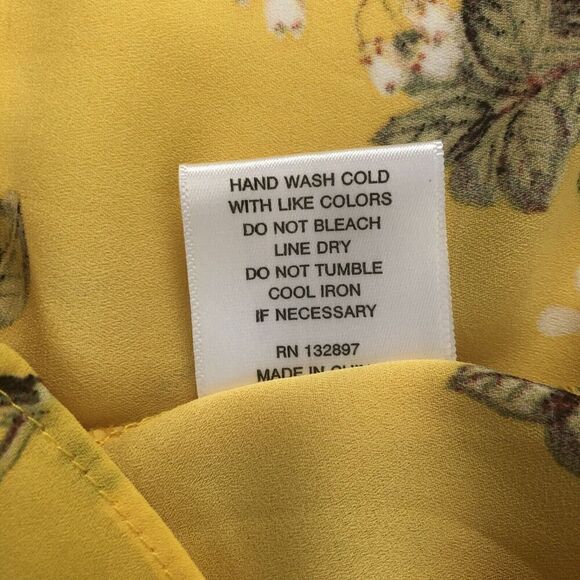 HAND WASH COLD
WITH LIKE COLORS
DO NOT BLEACH
LINE DRY
DO NOT TUMBLE
COOL IRON
IF NECESSARY
RN 132897
MADE IN